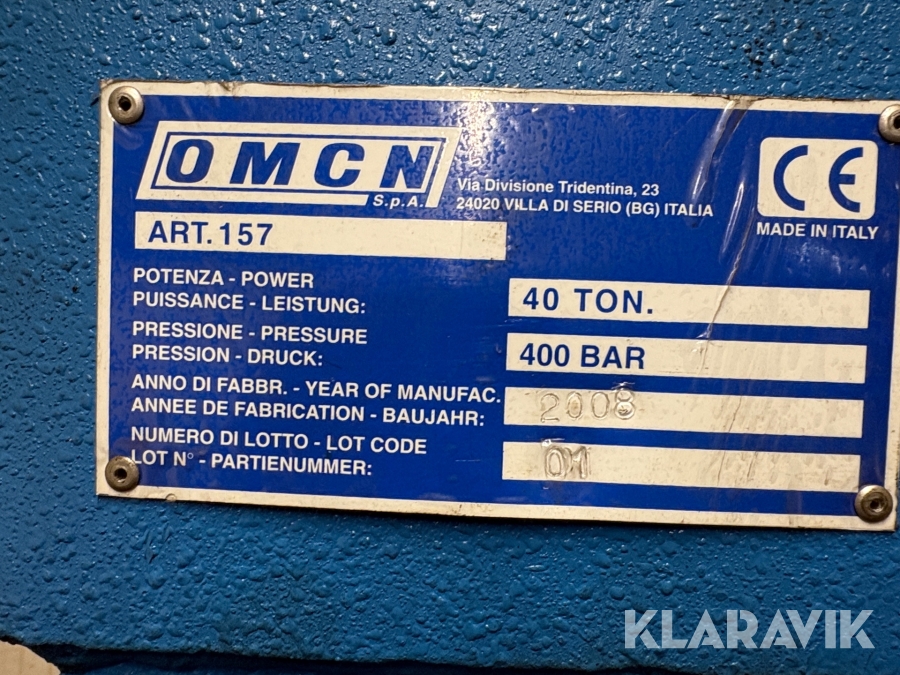 OMCN
S.p.A.
Via Divisione Tridentina, 23
24020 VILLA DI SERIO (BG) ITALIA
CE
MADE IN ITALY
ART. 157
POTENZA - POWER
PUISSANCE - LEISTUNG:
40 TON.
PRESSIONE - PRESSURE
PRESSION - DRUCK:
400 BAR
ANNO DI FABBR. - YEAR OF MANUFAC.
ANNEE DE FABRICATION - BAUJAHR:
2008
NUMERO DI LOTTO - LOT CODE
LOT N° - PARTIENUMMER:
KLARAVIK